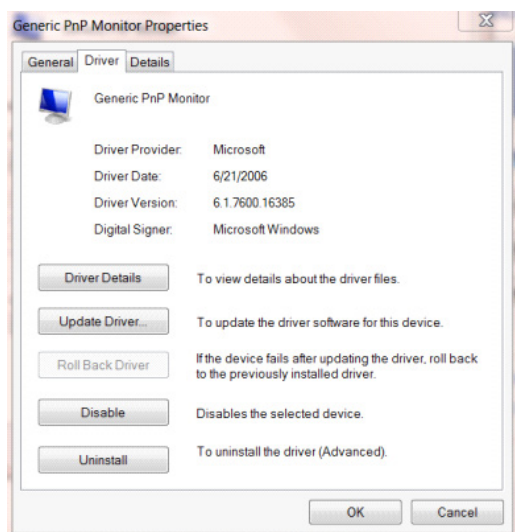 Generic PnP Monitor Properties
General Driver Details
Generic PnP Monitor
Driver Provider: Microsoft
Driver Date: 6/21/2006
Driver Version: 6.1.7600.16385
Digital Signer: Microsoft Windows
Driver Details To view details about the driver files.
Update Driver... To update the driver software for this device.
Roll Back Driver If the device fails after updating the driver, roll back
to the previously installed driver.
Disable Disables the selected device.
Uninstall To uninstall the driver (Advanced).
OK Cancel